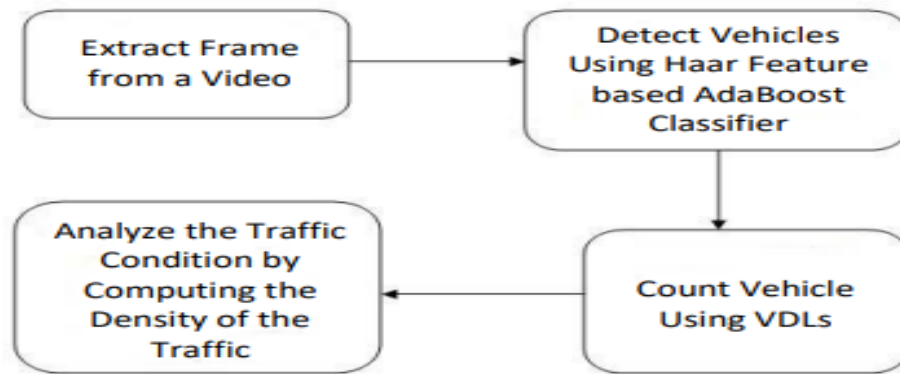 Extract Frame
from a Video
Detect Vehicles
Using Haar Feature
based AdaBoost
Classifier
Count Vehicle
Using VDLs
Analyze the Traffic
Condition by
Computing the
Density of the
Traffic